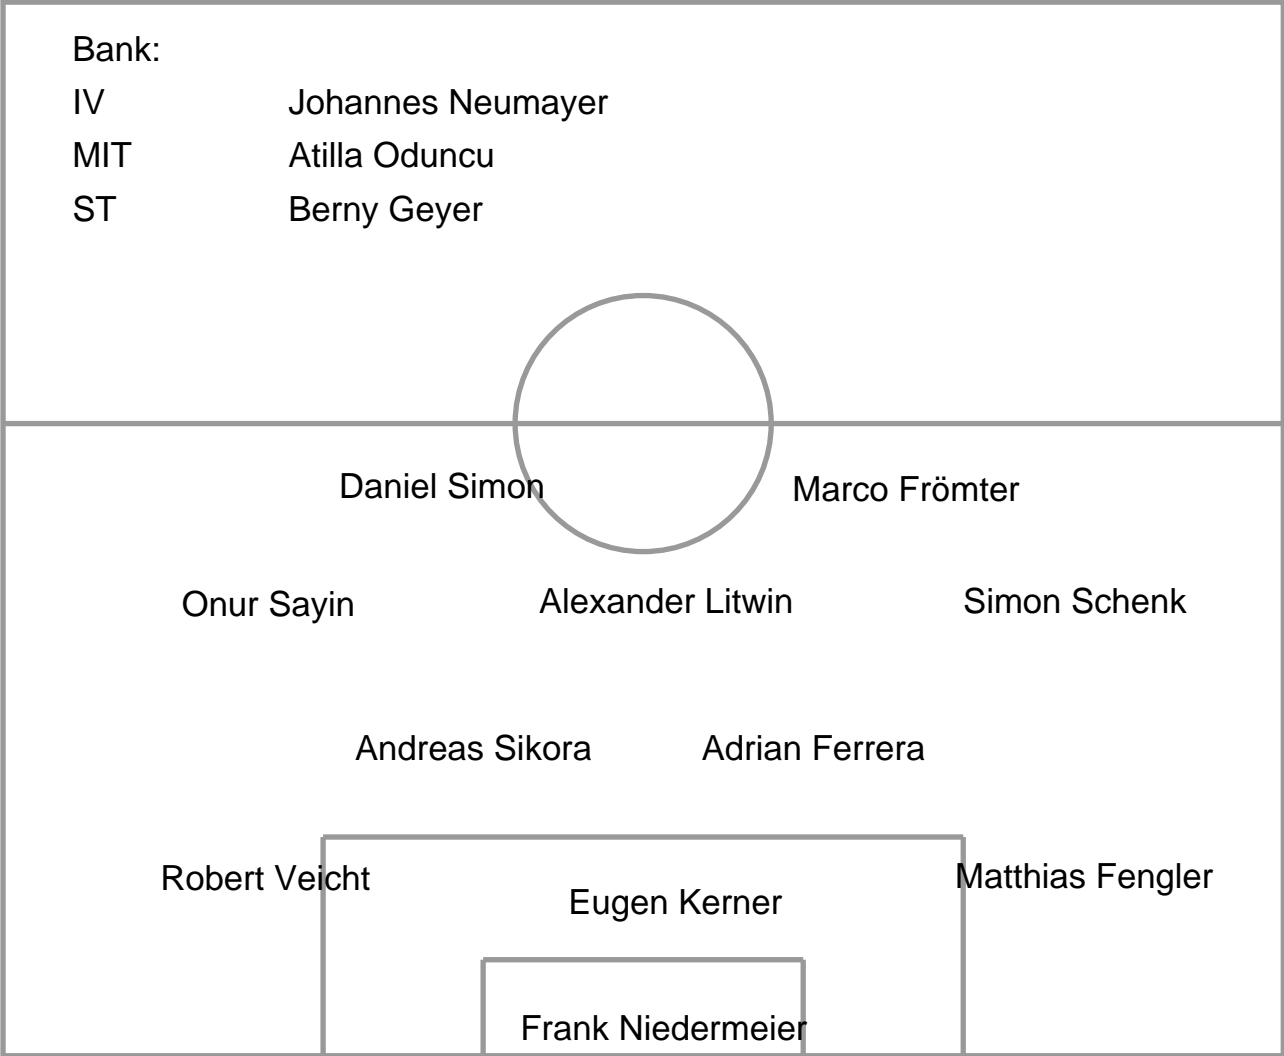 Bank:
IV Johannes Neumayer
MIT Atilla Oduncu
ST Berny Geyer
Daniel Simon Marco Frömter
Onur Sayin Alexander Litwin Simon Schenk
Andreas Sikora Adrian Ferrera
Robert Veicht Eugen Kerner Matthias Fengler
Frank Niedermeier